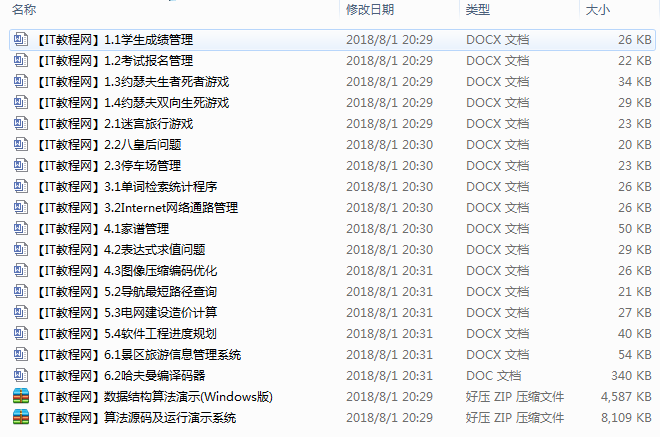 名称 修改日期 类型 大小
【IT教程网】1.1学生成绩管理 2018/8/1 20:29 DOCX 文档 26 KB
【IT教程网】1.2考试报名管理 2018/8/1 20:29 DOCX 文档 22 KB
【IT教程网】1.3约瑟夫生者死者游戏 2018/8/1 20:29 DOCX 文档 34 KB
【IT教程网】1.4约瑟夫双向生死游戏 2018/8/1 20:29 DOCX 文档 29 KB
【IT教程网】2.1迷宫旅行游戏 2018/8/1 20:29 DOCX 文档 23 KB
【IT教程网】2.2八皇后问题 2018/8/1 20:30 DOCX 文档 20 KB
【IT教程网】2.3停车场管理 2018/8/1 20:30 DOCX 文档 23 KB
【IT教程网】3.1单词检索统计程序 2018/8/1 20:30 DOCX 文档 26 KB
【IT教程网】3.2Internet网络通路管理 2018/8/1 20:30 DOCX 文档 26 KB
【IT教程网】4.1家谱管理 2018/8/1 20:30 DOCX 文档 50 KB
【IT教程网】4.2表达式求值问题 2018/8/1 20:30 DOCX 文档 29 KB
【IT教程网】4.3图像压缩编码优化 2018/8/1 20:31 DOCX 文档 26 KB
【IT教程网】5.2导航最短路径查询 2018/8/1 20:31 DOCX 文档 21 KB
【IT教程网】5.3电网建设造价计算 2018/8/1 20:31 DOCX 文档 27 KB
【IT教程网】5.4软件工程进度规划 2018/8/1 20:31 DOCX 文档 40 KB
【IT教程网】6.1景区旅游信息管理系统 2018/8/1 20:31 DOCX 文档 54 KB
【IT教程网】6.2哈夫曼编译码器 2018/8/1 20:31 DOC 文档 340 KB
【IT教程网】数据结构算法演示(Windows版) 2018/8/1 20:29 好压 ZIP 压缩文件 4,587 KB
【IT教程网】算法源码及运行演示系统 2018/8/1 20:29 好压 ZIP 压缩文件 8,109 KB